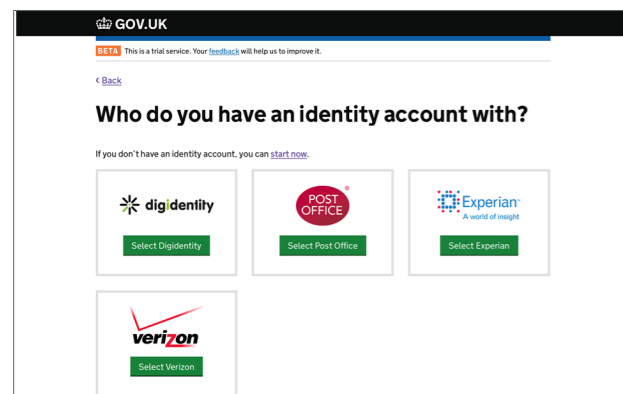 GOV.UK
BETA This is a trial service. Your feedback will help us to improve it.
Back
Who do you have an identity account with?
If you don't have an identity account, you can start now.
digidentity
Select Digidentity
POST
OFFICE
Select Post Office
Experian
A world of insight
Select Experian
verizon
Select Verizon